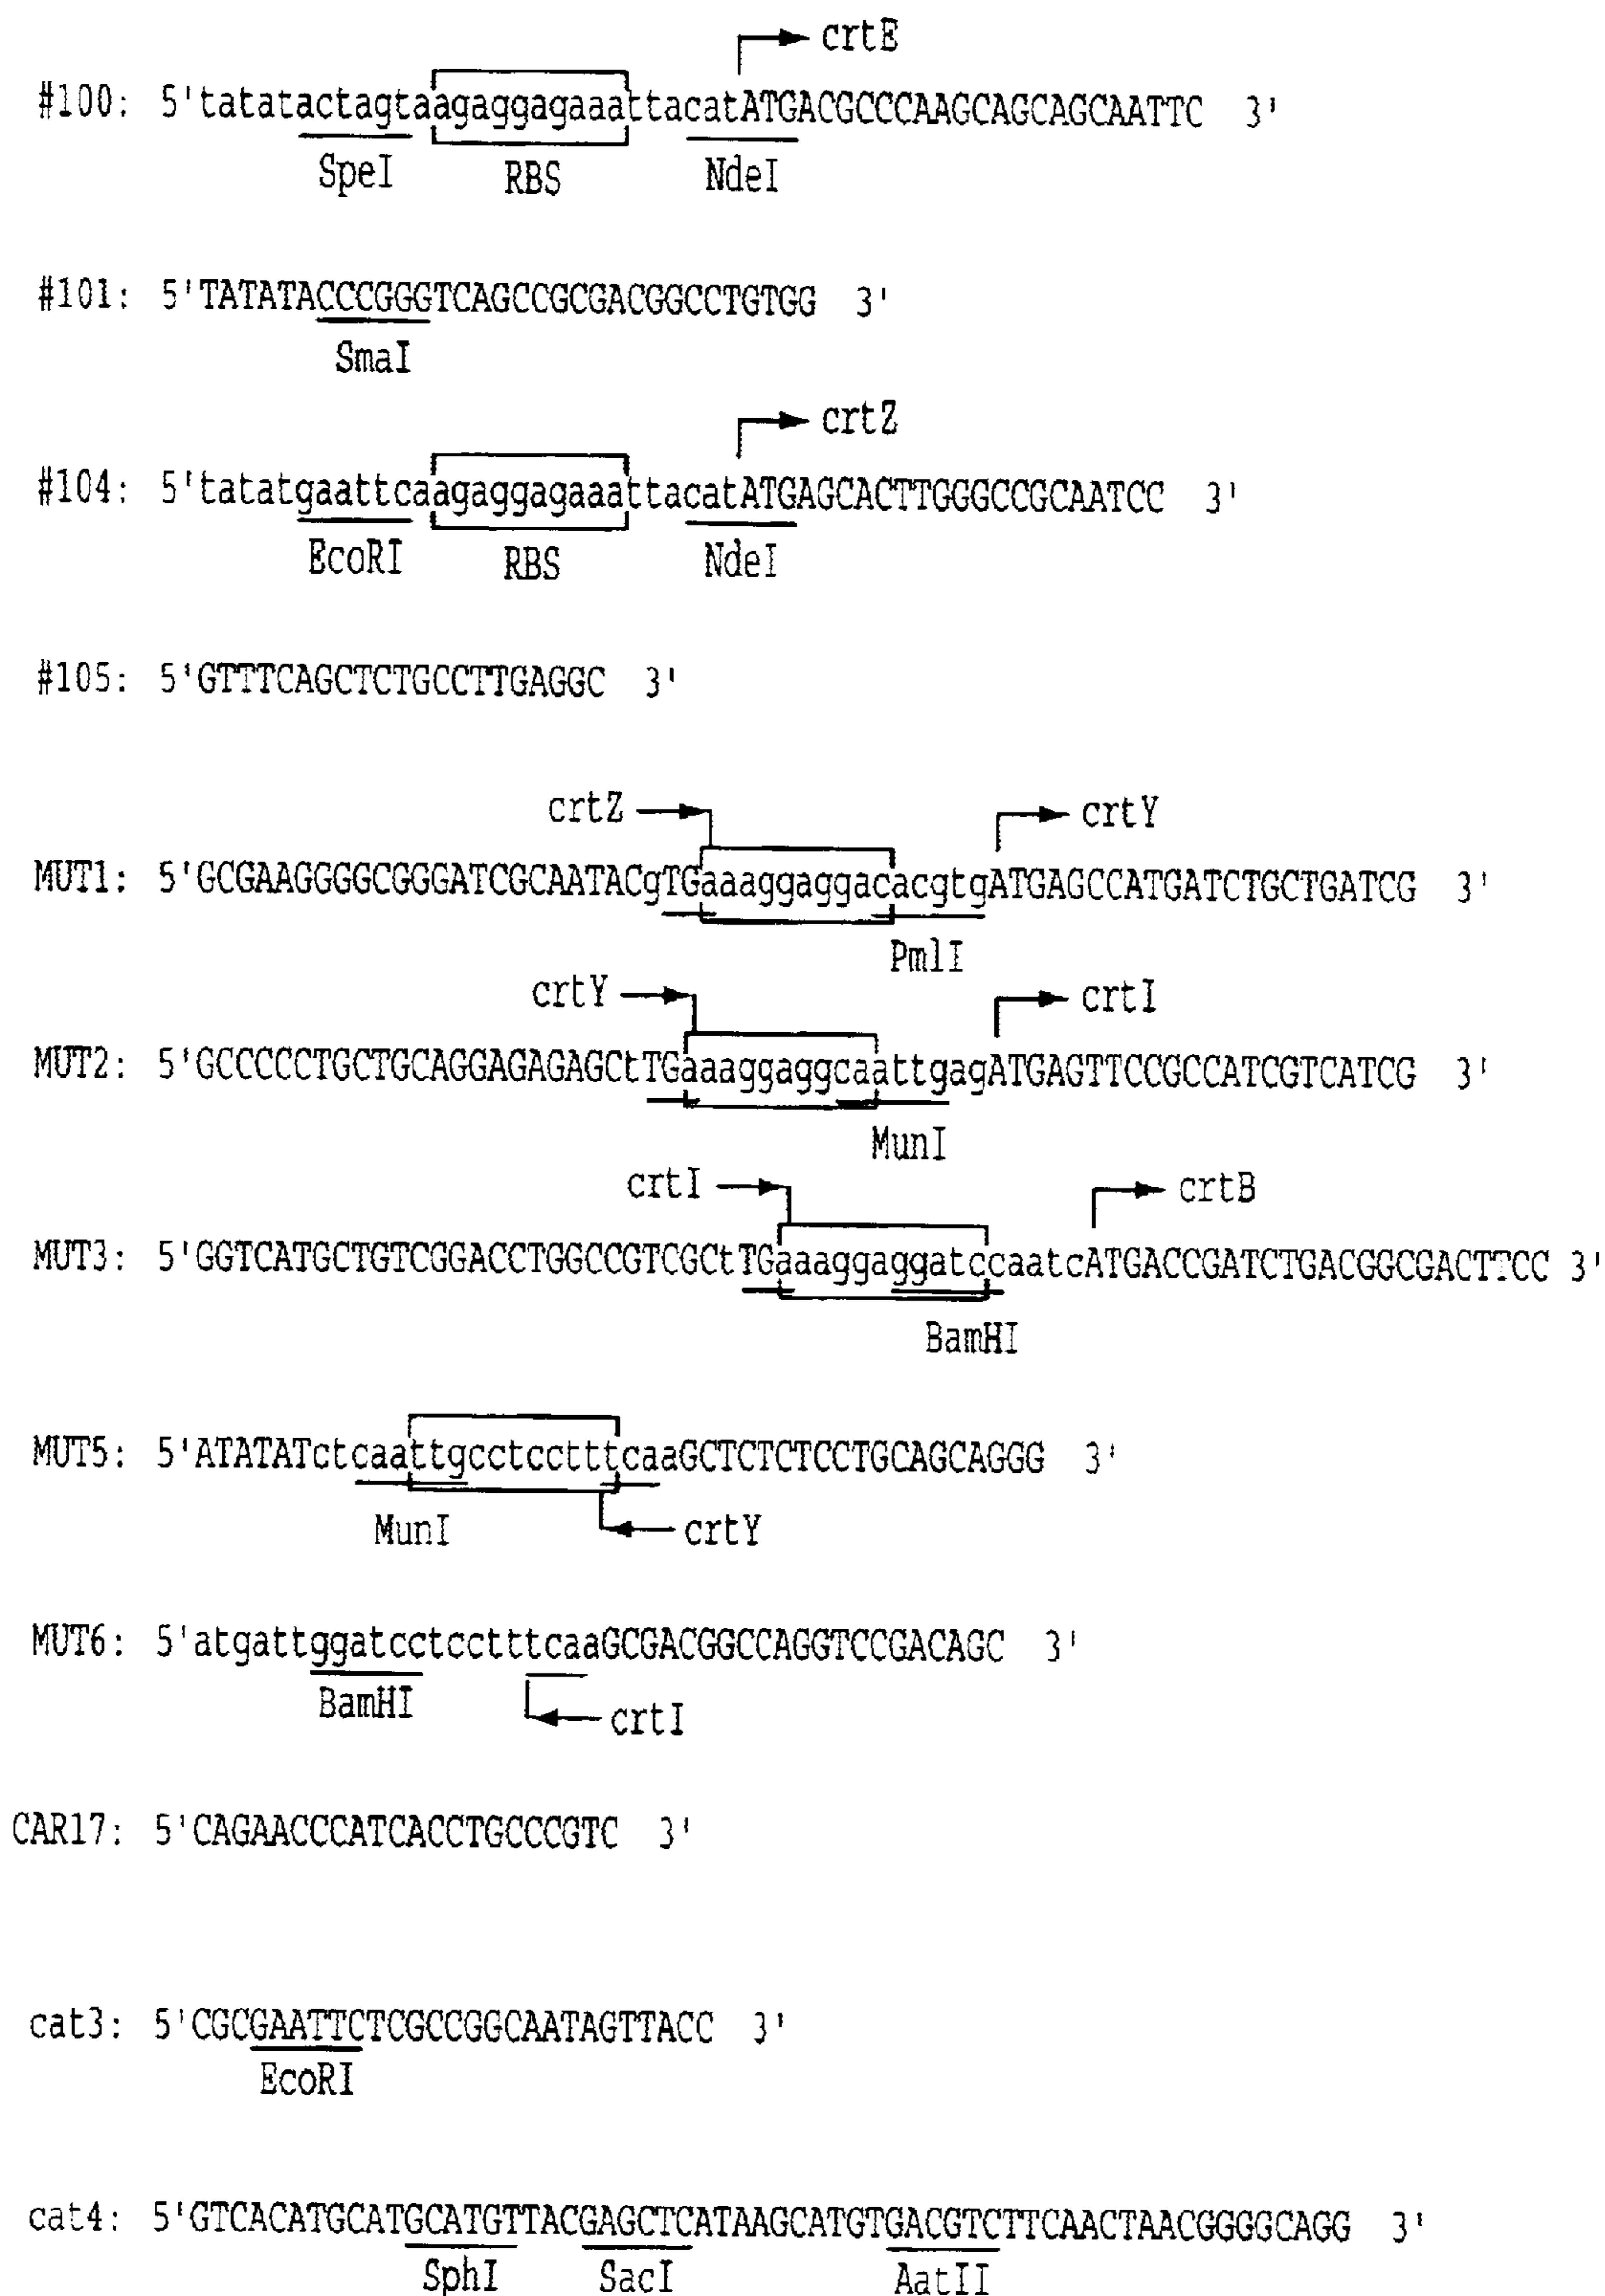 crtE
#100: 5'tatatactagtaagaggagaaattacatATGACGCCCAAGCAGCAGCAATTC 3'
SpeI RBS NdeI
#101: 5'TATATACCCGGGTCAGCCGCGACGGCCTGTGG 3'
SmaI
crtZ
#104: 5'tatatgaattcaagaggagaaattacatATGAGCACTTGGGCCGCAATCC 3'
EcoRI RBS NdeI
#105: 5'GTTTCAGCTCTGCCTTGAGGC 3'
crtZ crtY
MUT1: 5'GCGAAGGGGCGGGATCGCAATACgTGaaaggaggacacgtgATGAGCCATGATCTGCTGATCG 3'
PmlI
crtY crtI
MUT2: 5'GCCCCCTGCTGCAGGAGAGAGCtTGaaaggaggcaattgagATGAGTTCCGCCATCGTCATCG 3'
MunI
crtI crtB
MUT3: 5'GGTCATGCTGTCGGACCTGGCCGTCGCtTGaaaggaggatccaatcATGACCGATCTGACGGCGACTTCC 3'
BamHI
MUT5: 5'ATATATctcaattgcctcctttcaaGCTCTCTCCTGCAGCAGGG 3'
MunI crtY
MUT6: 5'atgattggatcctcctttcaaGCGACGGCCAGGTCCGACAGC 3'
BamHI crtI
CAR17: 5'CAGAACCCATCACCTGCCCGTC 3'
cat3: 5'CGCGAATTCTCGCCGGCAATAGTTACC 3'
EcoRI
cat4: 5'GTCACATGCATGCATGTTACGAGCTCATAAGCATGTGACGTCTTCAACTAACGGGGCAGG 3'
SphI SacI AatII